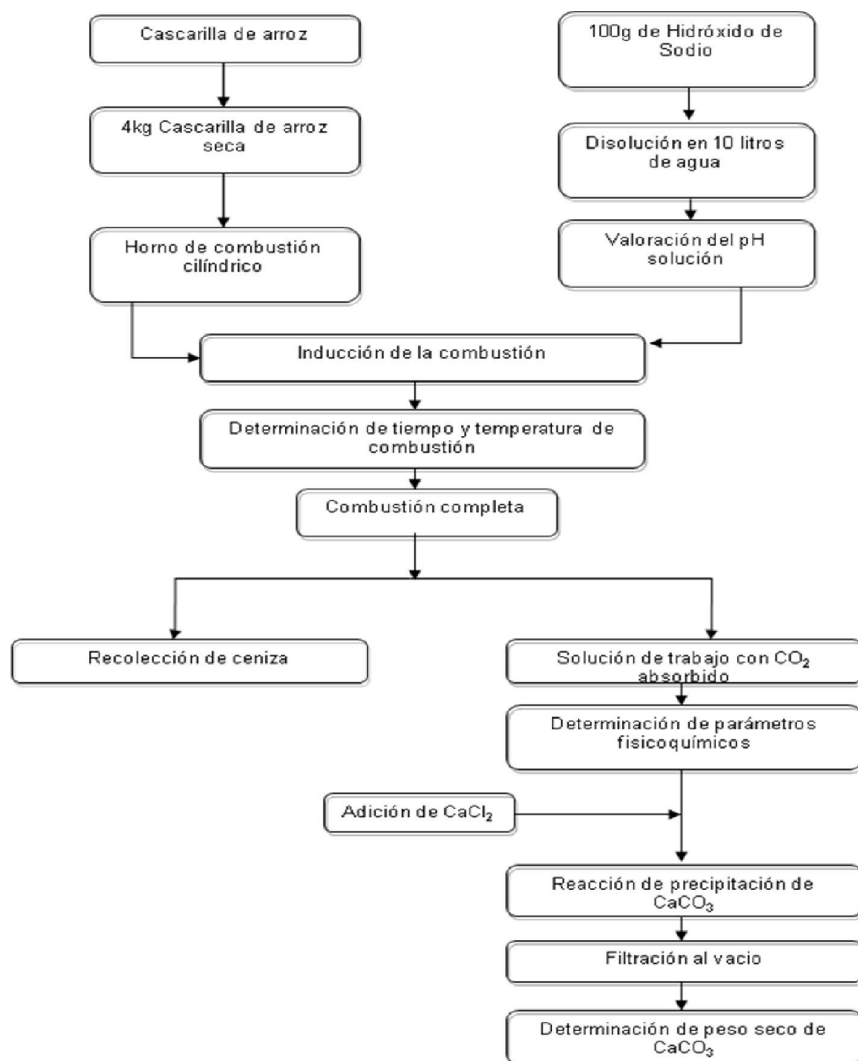 Cascarilla de arroz
4kg Cascarilla de arroz
seca
Horno de combustión
cilíndrico
100g de Hidróxido de
Sodio
Disolución en 10 litros
de agua
Valoración del pH
solución
Inducción de la combustión
Determinación de tiempo y temperatura de
combustión
Combustión completa
Recolección de ceniza
Solución de trabajo con CO₂
absorbido
Determinación de parámetros
fisicoquímicos
Adición de CaCl₂
Reacción de precipitación de
CaCO₃
Filtración al vacio
Determinación de peso seco de
CaCO₃